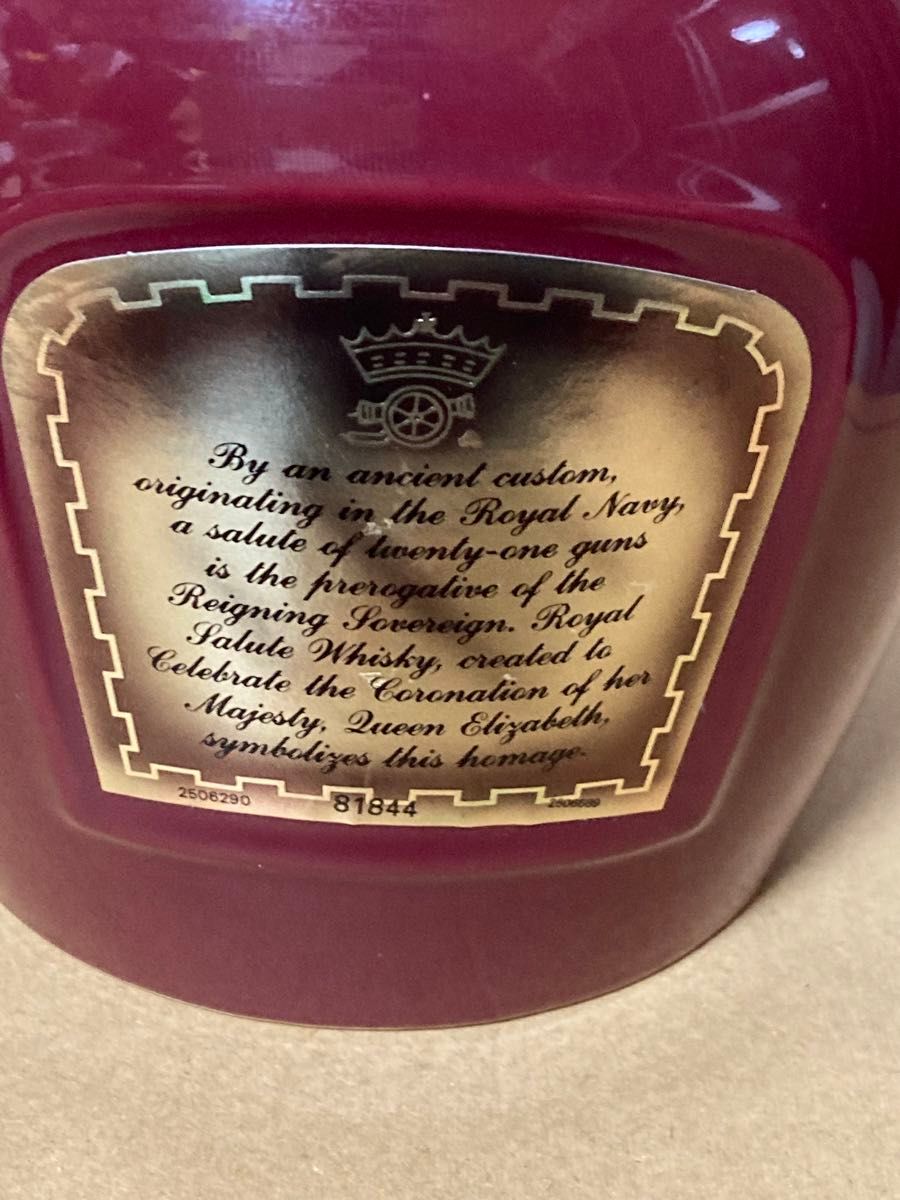 By an ancient custom,
originating in the Royal Navy,
a salute of twenty-one guns
is the prerogative of the
Reigning Sovereign. Royal
Salute Whisky, created to
Celebrate the Coronation of her
Majesty, Queen Elizabeth,
symbolizes this homage.
2506290
81844